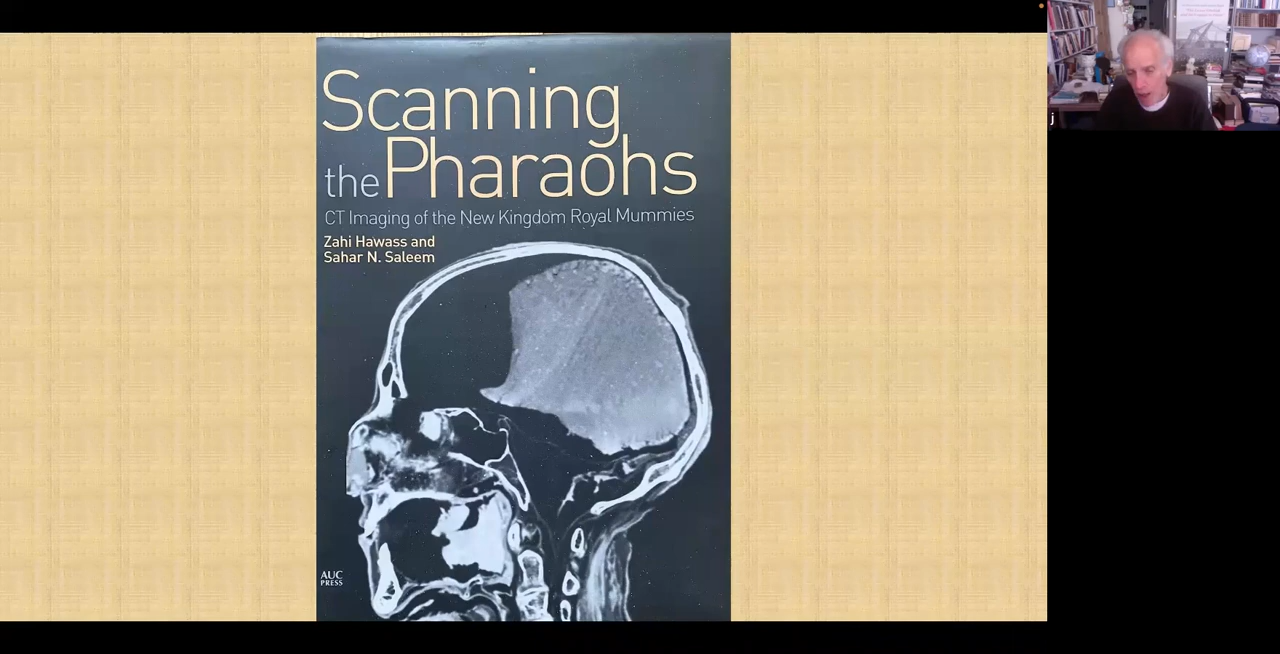 Scanning
the Pharaohs
CT Imaging of the New Kingdom Royal Mummies
Zahi Hawass and
Sahar N. Saleem
AUC
PRESS
j